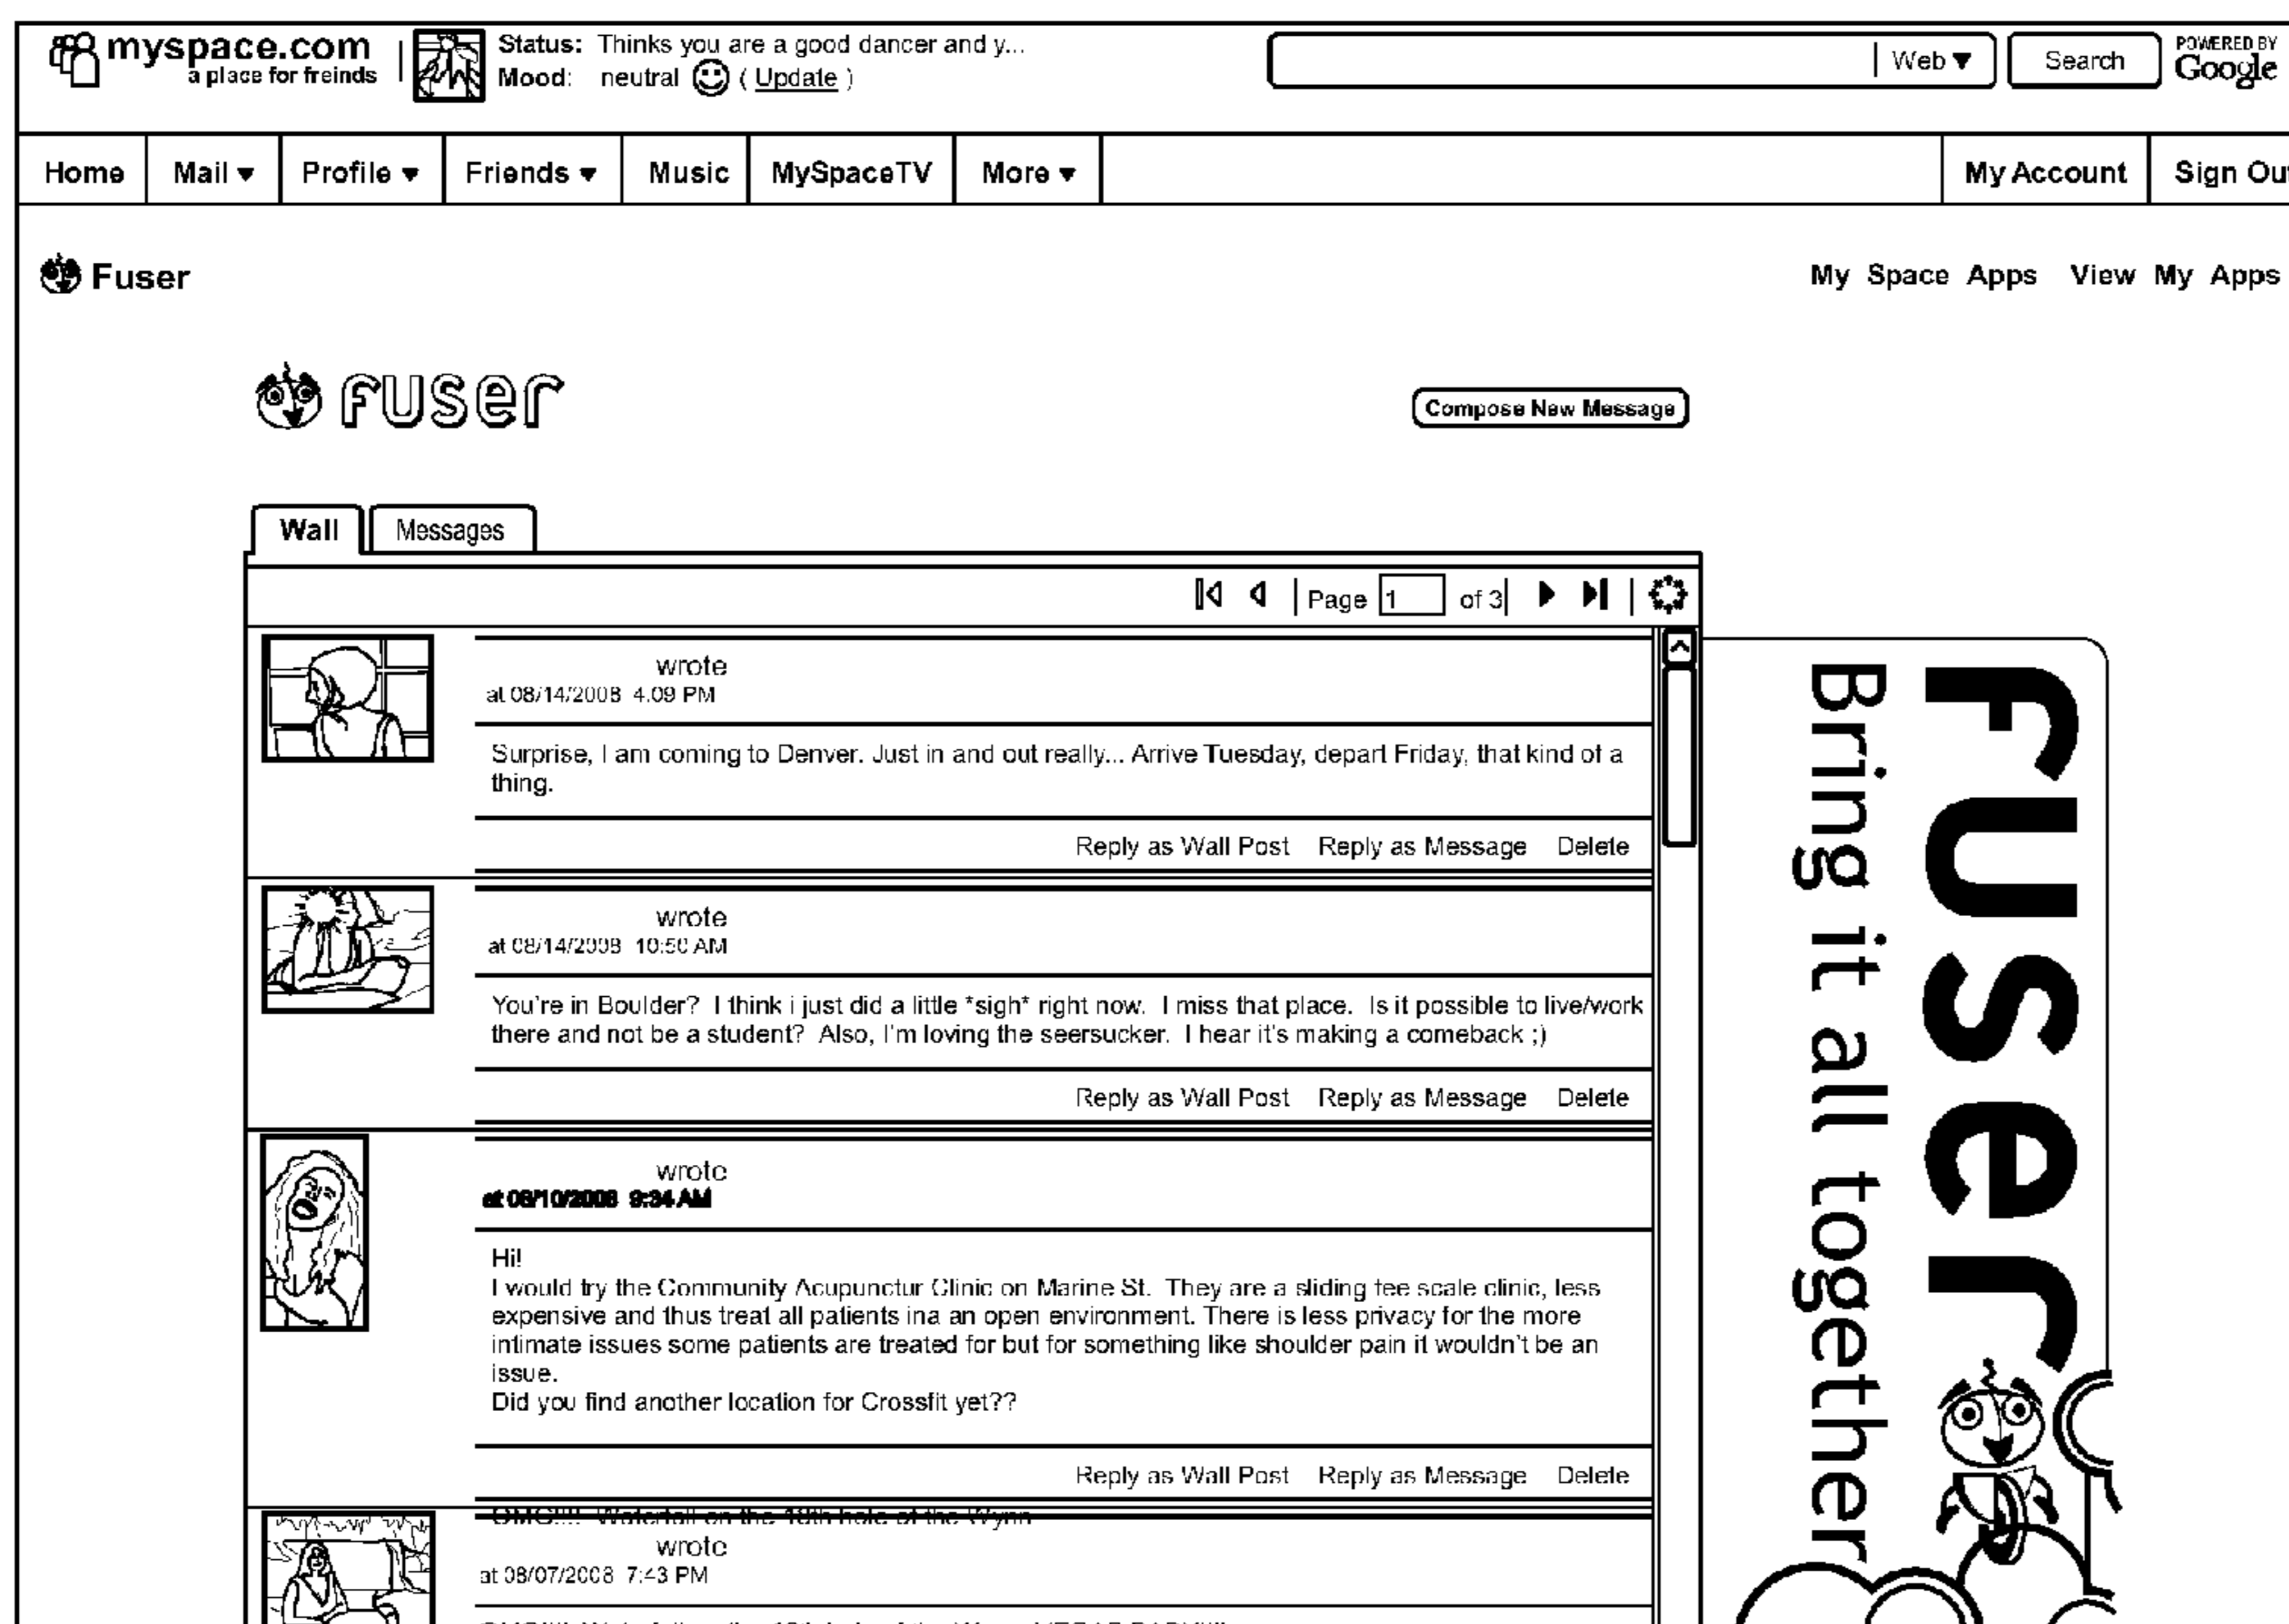 myspace.com
a place for freinds
Status: Thinks you are a good dancer and y...
Mood: neutral ( Update )
Web ▼
Search
POWERED BY
Google
Home Mail ▼ Profile ▼ Friends ▼ Music MySpaceTV More ▼ My Account Sign Ou
Fuser
My Space Apps View My Apps
fuser
Compose New Message
Wall Messages
Page 1 of 3
wrote
at 08/14/2008 4:09 PM
Surprise, I am coming to Denver. Just in and out really... Arrive Tuesday, depart Friday, that kind of a
thing.
Reply as Wall Post Reply as Message Delete
wrote
at 08/14/2008 10:50 AM
You're in Boulder? I think i just did a little *sigh* right now. I miss that place. Is it possible to live/work
there and not be a student? Also, I'm loving the seersucker. I hear it's making a comeback ;)
Reply as Wall Post Reply as Message Delete
wrote
at 08/10/2008 9:34 AM
Hi!
I would try the Community Acupunctur Clinic on Marine St. They are a sliding fee scale clinic, less
expensive and thus treat all patients ina an open environment. There is less privacy for the more
intimate issues some patients are treated for but for something like shoulder pain it wouldn't be an
issue.
Did you find another location for Crossfit yet??
Reply as Wall Post Reply as Message Delete
OMG!!!! Waterfall on the 18th hole of the Wynn
wrote
at 08/07/2008 7:43 PM
fuser
Bring it all together